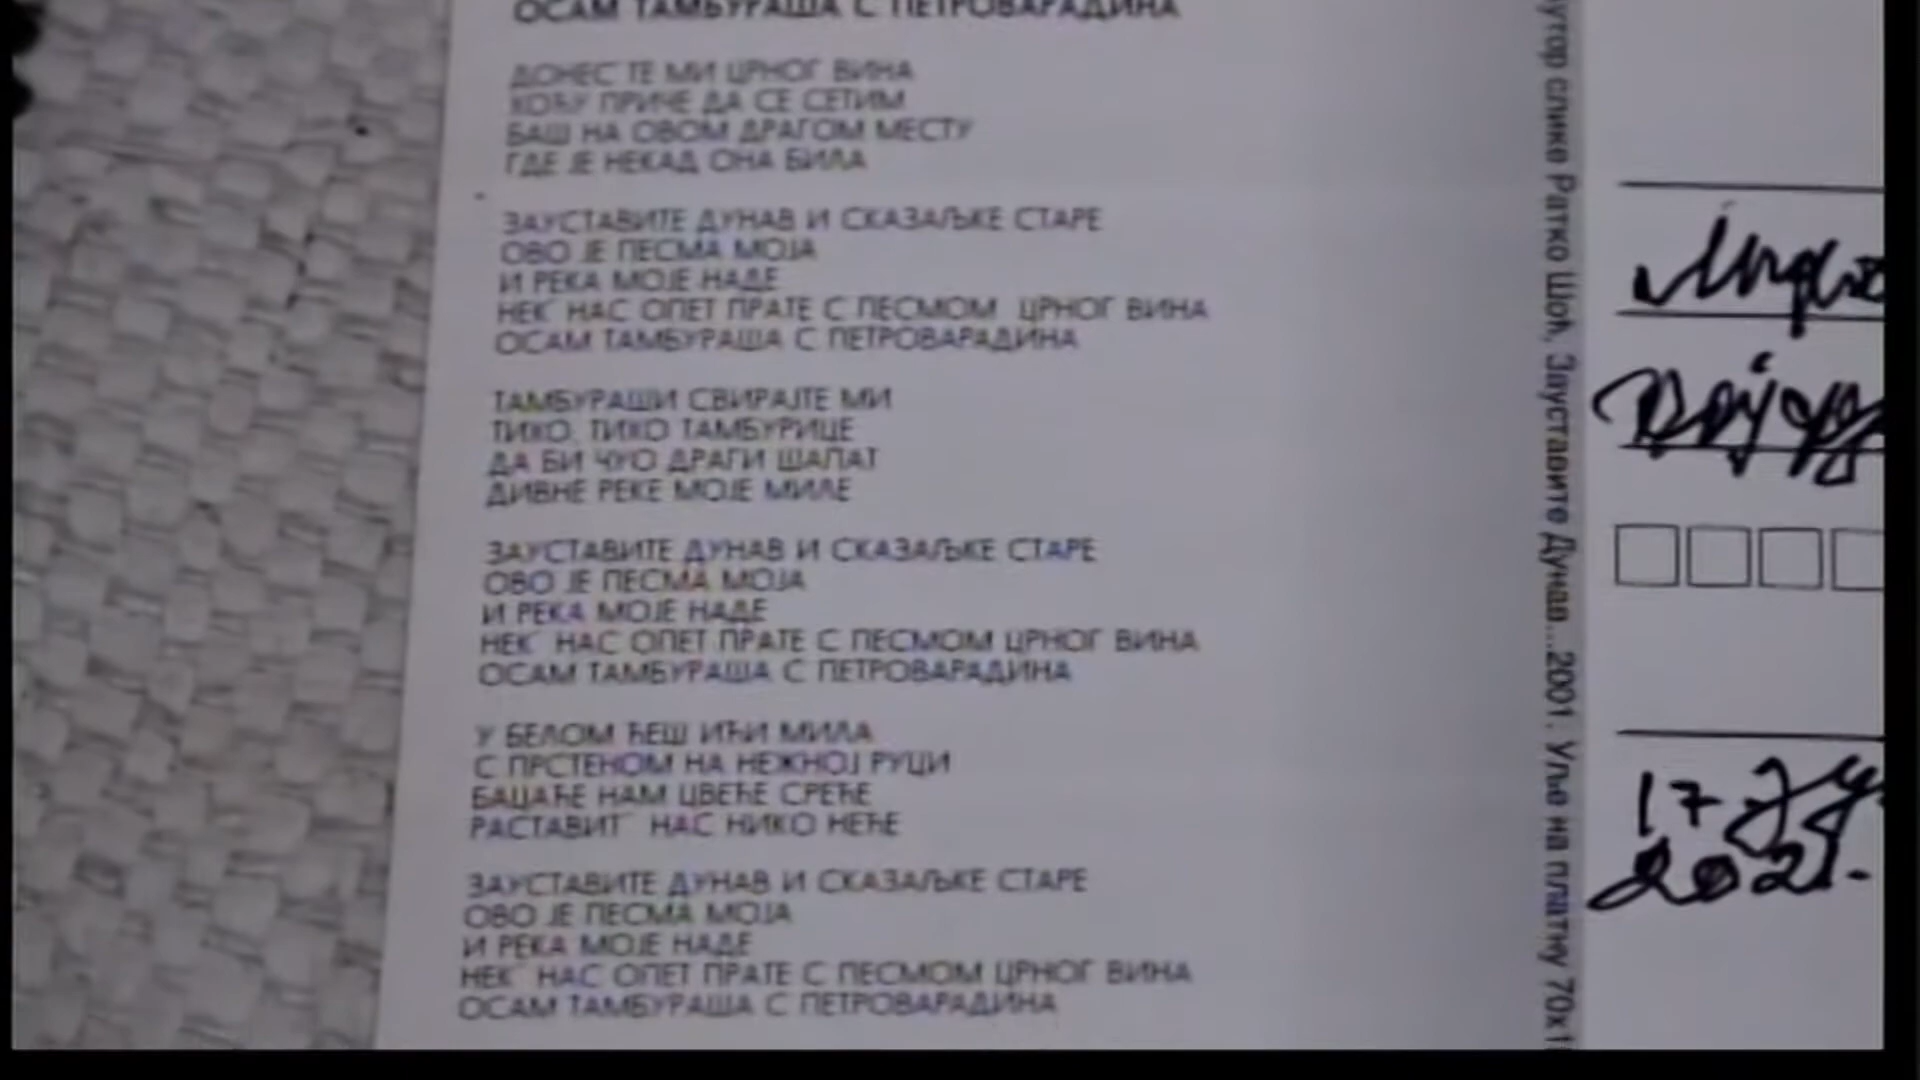 ОСАМ ТАМБУРАША С ПЕТРОВАРАДИНА
ДОНЕС ТЕ МИ ЦРНОГ ВИНА
ХОЋУ ПРИЧЕ ДА СЕ СЕТИМ
БАШ НА ОВОМ ДРАГОМ МЕСТУ
ГДЕ ЈЕ НЕКАД ОНА БИЛА
ЗАУСТАВИТЕ ДУНАВ И СКАЗАЉКЕ СТАРЕ
ОВО ЈЕ ПЕСМА МОЈА
И РЕКА МОЈЕ НАДЕ
НЕК' НАС ОПЕТ ПРАТЕ С ПЕСМОМ ЦРНОГ ВИНА
ОСАМ ТАМБУРАША С ПЕТРОВАРАДИНА
ТАМБУРАШИ СВИРАЈТЕ МИ
ТИХО, ТИХО ТАМБУРИЦЕ
ДА БИ ЧУО ДРАГИ ШАПАТ
ДИВНЕ РЕКЕ МОЈЕ МИЛЕ
ЗАУСТАВИТЕ ДУНАВ И СКАЗАЉКЕ СТАРЕ
ОВО ЈЕ ПЕСМА МОЈА
И РЕКА МОЈЕ НАДЕ
НЕК' НАС ОПЕТ ПРАТЕ С ПЕСМОМ ЦРНОГ ВИНА
ОСАМ ТАМБУРАША С ПЕТРОВАРАДИНА
У БЕЛОМ ЋЕШ ИЋИ МИЛА
С ПРСТЕНОМ НА НЕЖНОЈ РУЦИ
БАЦАЋЕ НАМ ЦВЕЋЕ СРЕЋЕ
РАСТАВИТ' НАС НИКО НЕЋЕ
ЗАУСТАВИТЕ ДУНАВ И СКАЗАЉКЕ СТАРЕ
ОВО ЈЕ ПЕСМА МОЈА
И РЕКА МОЈЕ НАДЕ
НЕК' НАС ОПЕТ ПРАТЕ С ПЕСМОМ ЦРНОГ ВИНА
ОСАМ ТАМБУРАША С ПЕТРОВАРАДИНА
утор слике Ратко Шоћ, Зауставите Дунав...2001. Уље на платну 70x1
17
2021.